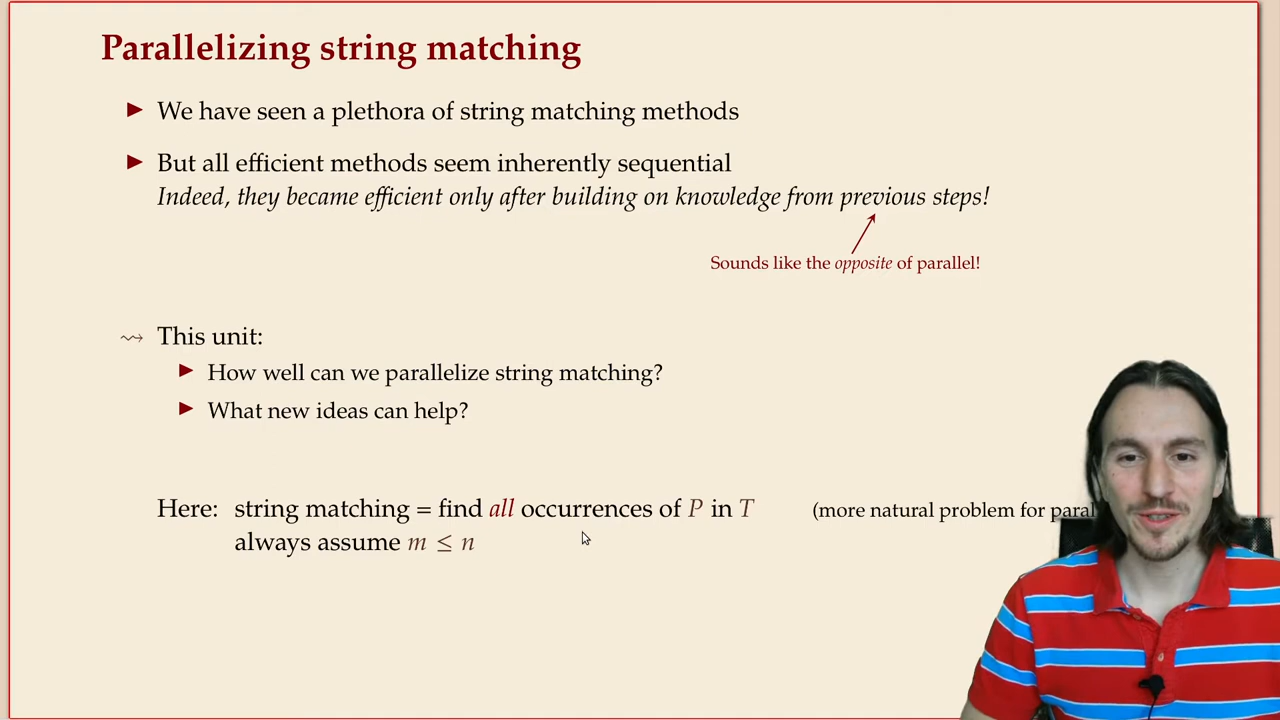 Parallelizing string matching
▶ We have seen a plethora of string matching methods
▶ But all efficient methods seem inherently sequential
Indeed, they became efficient only after building on knowledge from previous steps!
Sounds like the opposite of parallel!
⇝ This unit:
▶ How well can we parallelize string matching?
▶ What new ideas can help?
Here: string matching = find all occurrences of P in T (more natural problem for
always assume m ≤ n